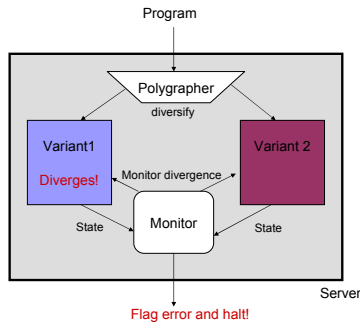 Program
Polygrapher
diversify
Variant1
Variant 2
Monitor divergence
Diverges!
Monitor
State
State
Server
Flag error and halt!